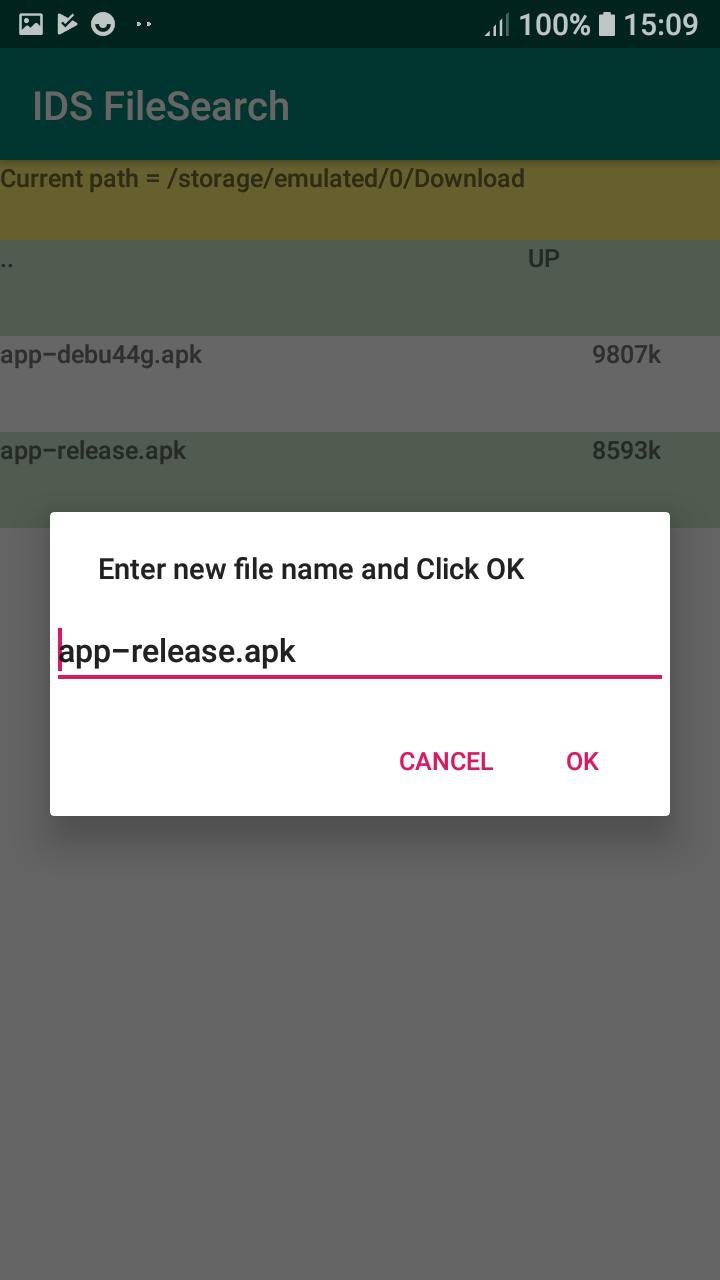 100% 15:09
IDS FileSearch
Current path = /storage/emulated/0/Download
.. UP
app-debu44g.apk 9807k
app-release.apk 8593k
Enter new file name and Click OK
app-release.apk
CANCEL OK